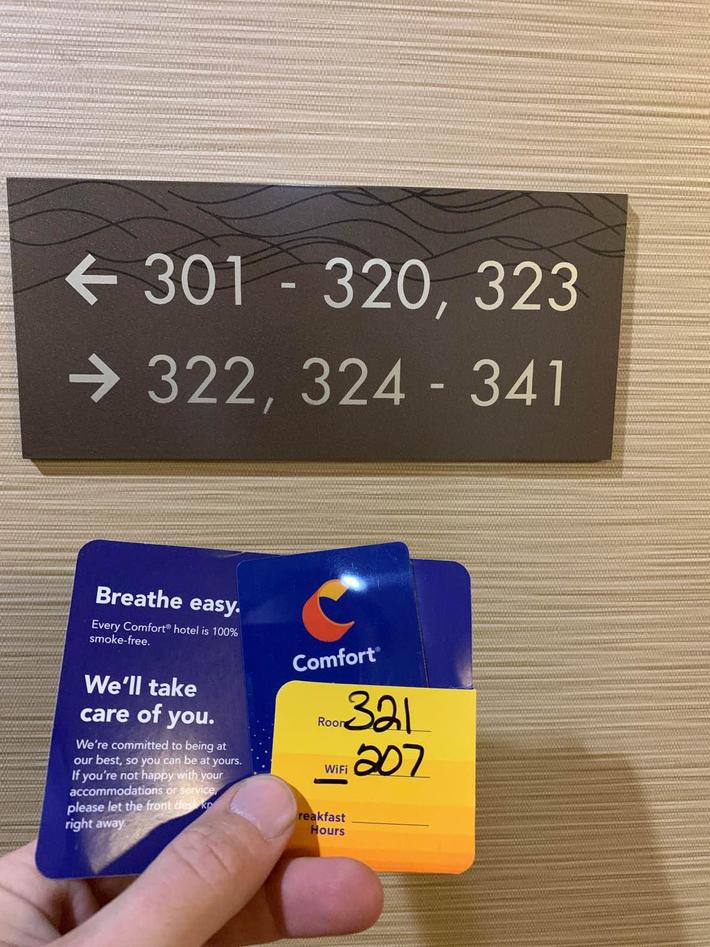 ← 301 - 320, 323
→ 322, 324 - 341
Breathe easy.
Every Comfort® hotel is 100%
smoke-free.
We'll take
care of you.
We're committed to being at
our best, so you can be at yours.
If you're not happy with your
accommodations or service,
please let the front desk
right away.
Comfort®
Room 321
WiFi 207
Breakfast
Hours